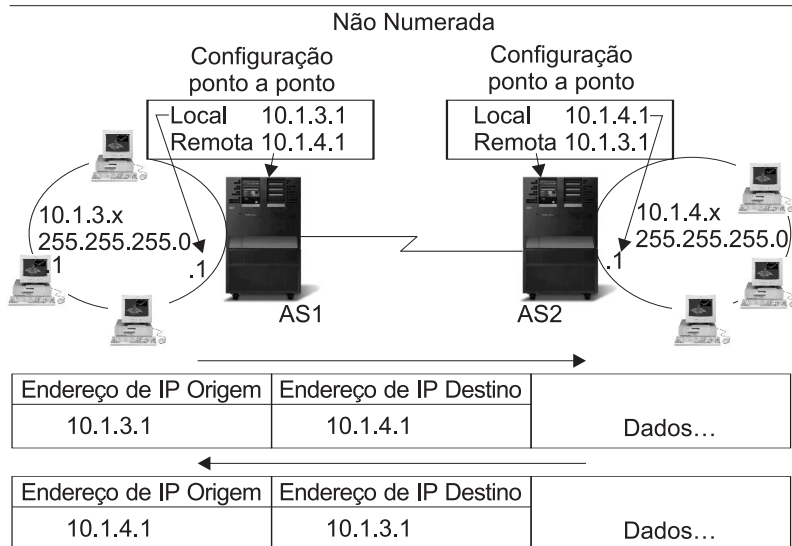 Não Numerada
Configuração
ponto a ponto
Local 10.1.3.1
Remota 10.1.4.1
Configuração
ponto a ponto
Local 10.1.4.1
Remota 10.1.3.1
10.1.3.x
255.255.255.0
.1
.1
AS1
10.1.4.x
255.255.255.0
.1
AS2
Endereço de IP Origem Endereço de IP Destino
10.1.3.1 10.1.4.1 Dados...
Endereço de IP Origem Endereço de IP Destino
10.1.4.1 10.1.3.1 Dados...